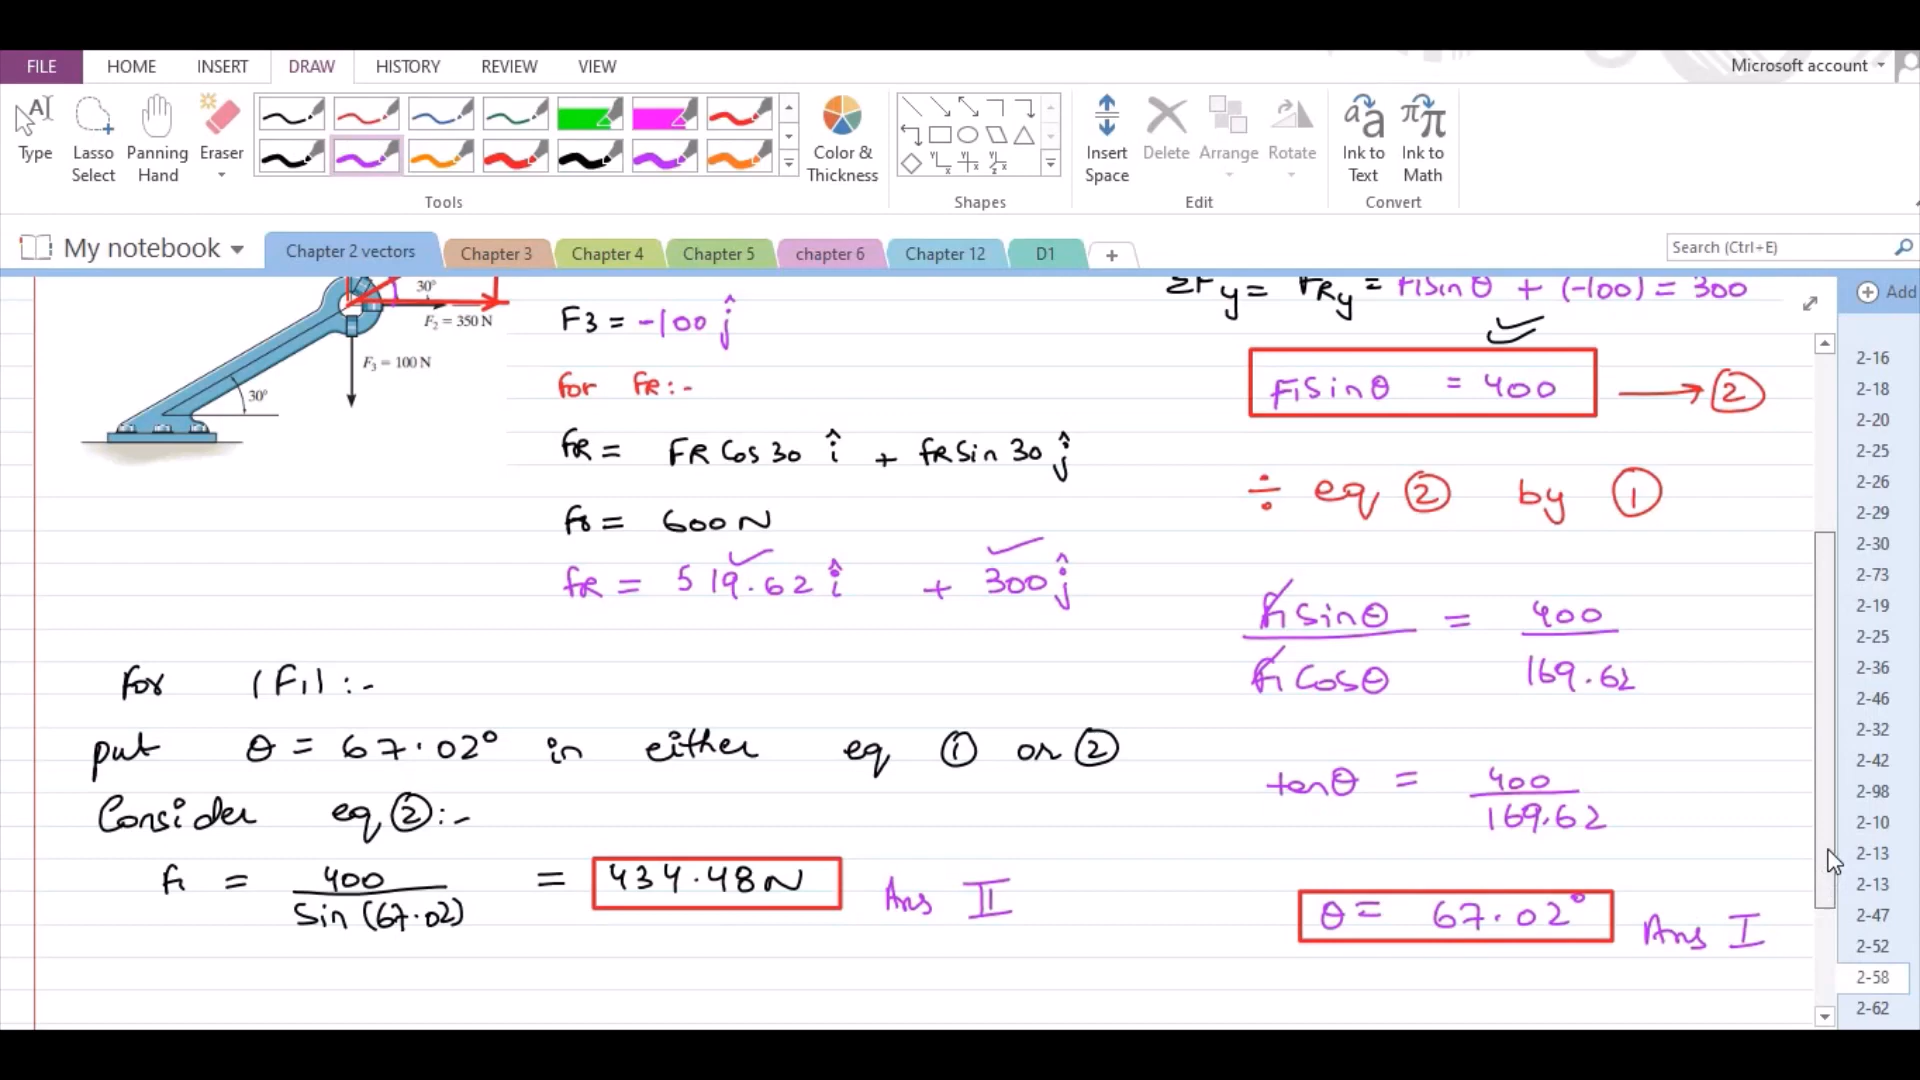 FILE HOME INSERT DRAW HISTORY REVIEW VIEW Microsoft account
Type Lasso Select Panning Hand Eraser Color & Thickness Insert Space Delete Arrange Rotate Ink to Text Ink to Math
Tools Shapes Edit Convert
My notebook Chapter 2 vectors Chapter 3 Chapter 4 Chapter 5 chapter 6 Chapter 12 D1 + Search (Ctrl+E)
Add
30°
F₂ = 350 N
F₃ = 100 N
30°
F3 = -100 ĵ
For FR:-
FR = FR Cos 30 î + FR Sin 30 ĵ
= 600 N
FR = 519.62 î + 300 ĵ
For |F₁| :-
put θ = 67.02° in either eq ① or ②
Consider eq ②:-
F₁ = 400 / Sin (67.02) = 434.48 N Ans II
ΣFy = FRy = F1Sinθ + (-100) = 300
F1Sinθ = 400 → ②
÷ eq ② by ①
F₁Sinθ / F₁Cosθ = 400 / 169.62
tanθ = 400 / 169.62
θ = 67.02° Ans I
2-16
2-18
2-20
2-25
2-26
2-29
2-30
2-73
2-19
2-25
2-36
2-46
2-32
2-42
2-98
2-10
2-13
2-13
2-47
2-52
2-58
2-62